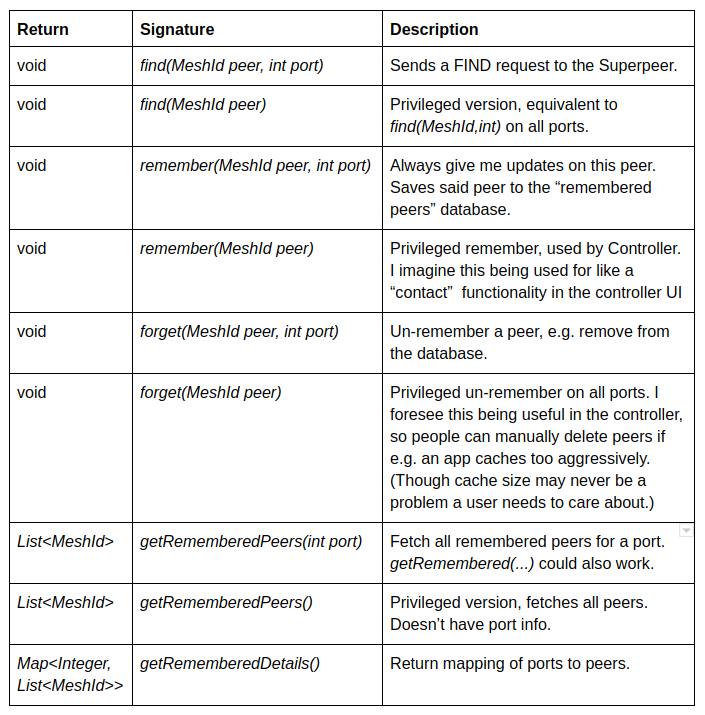 Return Signature Description
void find(MeshId peer, int port) Sends a FIND request to the Superpeer.
void find(MeshId peer) Privileged version, equivalent to
find(MeshId,int) on all ports.
void remember(MeshId peer, int port) Always give me updates on this peer.
Saves said peer to the “remembered
peers” database.
void remember(MeshId peer) Privileged remember, used by Controller.
I imagine this being used for like a
“contact”  functionality in the controller UI
void forget(MeshId peer, int port) Un-remember a peer, e.g. remove from
the database.
void forget(MeshId peer) Privileged un-remember on all ports. I
foresee this being useful in the controller,
so people can manually delete peers if
e.g. an app caches too aggressively.
(Though cache size may never be a
problem a user needs to care about.)
List<MeshId> getRememberedPeers(int port) Fetch all remembered peers for a port.
getRemembered(...) could also work.
List<MeshId> getRememberedPeers() Privileged version, fetches all peers.
Doesn’t have port info.
Map<Integer, getRememberedDetails() Return mapping of ports to peers.
List<MeshId>>